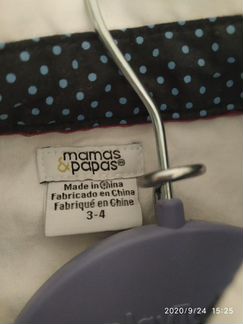 mamas
&papas®
Made in China
Fabricado en China
Fabriqué en Chine
3-4
2020/9/24 15:25